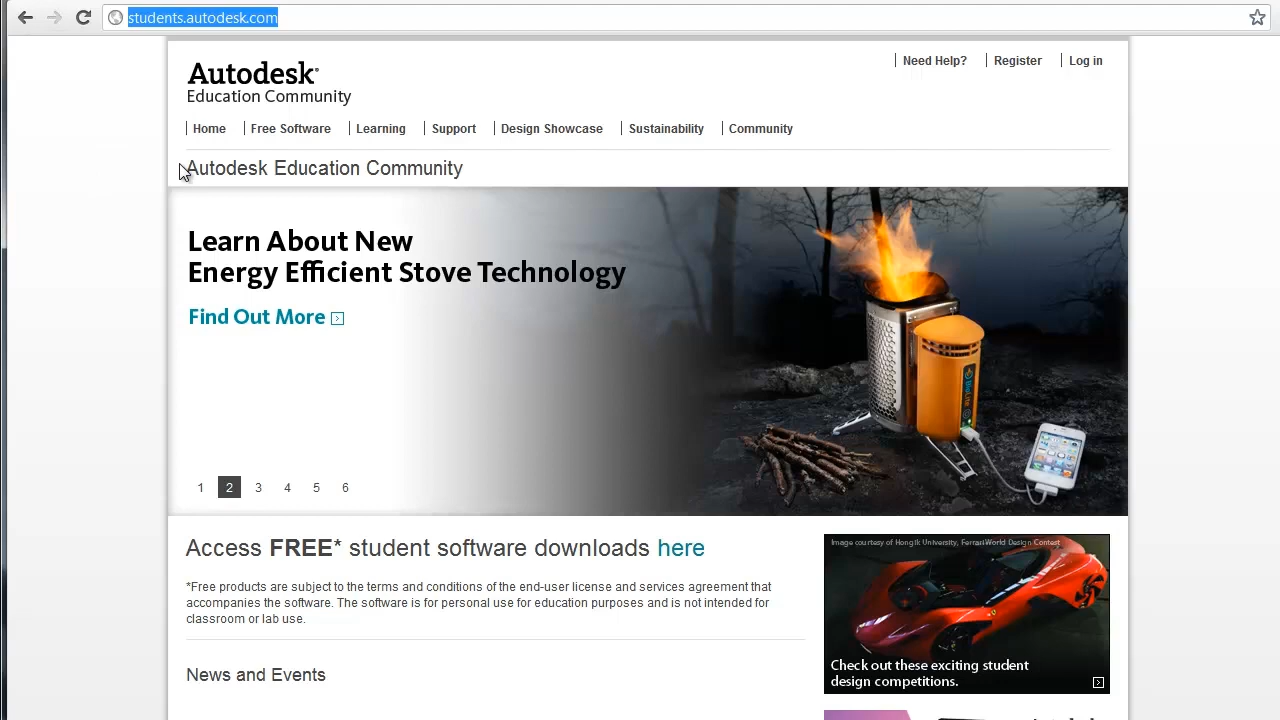 students.autodesk.com
Need Help? Register Log in
Autodesk®
Education Community
Home Free Software Learning Support Design Showcase Sustainability Community
Autodesk Education Community
Learn About New
Energy Efficient Stove Technology
Find Out More
BioLite
1 2 3 4 5 6
Access FREE* student software downloads here
*Free products are subject to the terms and conditions of the end-user license and services agreement that
accompanies the software. The software is for personal use for education purposes and is not intended for
classroom or lab use.
News and Events
Image courtesy of Hongik University, Ferrari World Design Contest
Check out these exciting student
design competitions.